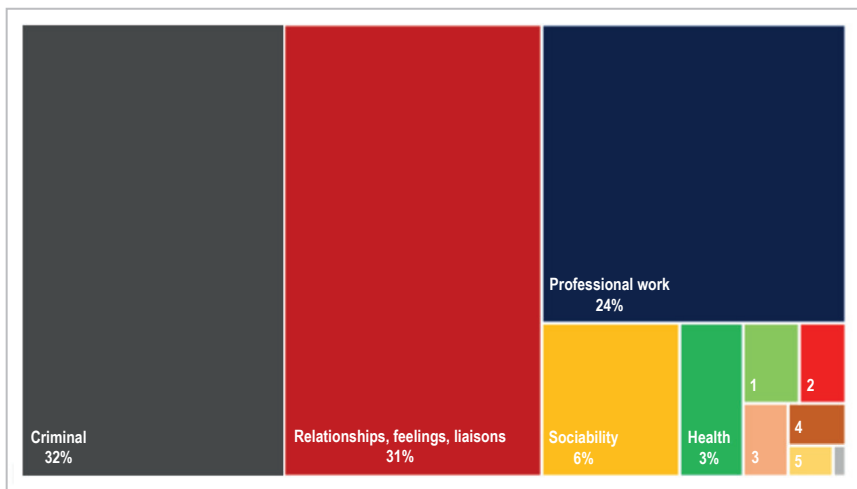 Criminal
32%
Relationships, feelings, liaisons
31%
Professional work
24%
Sociability
6%
Health
3%
1
2
3
4
5